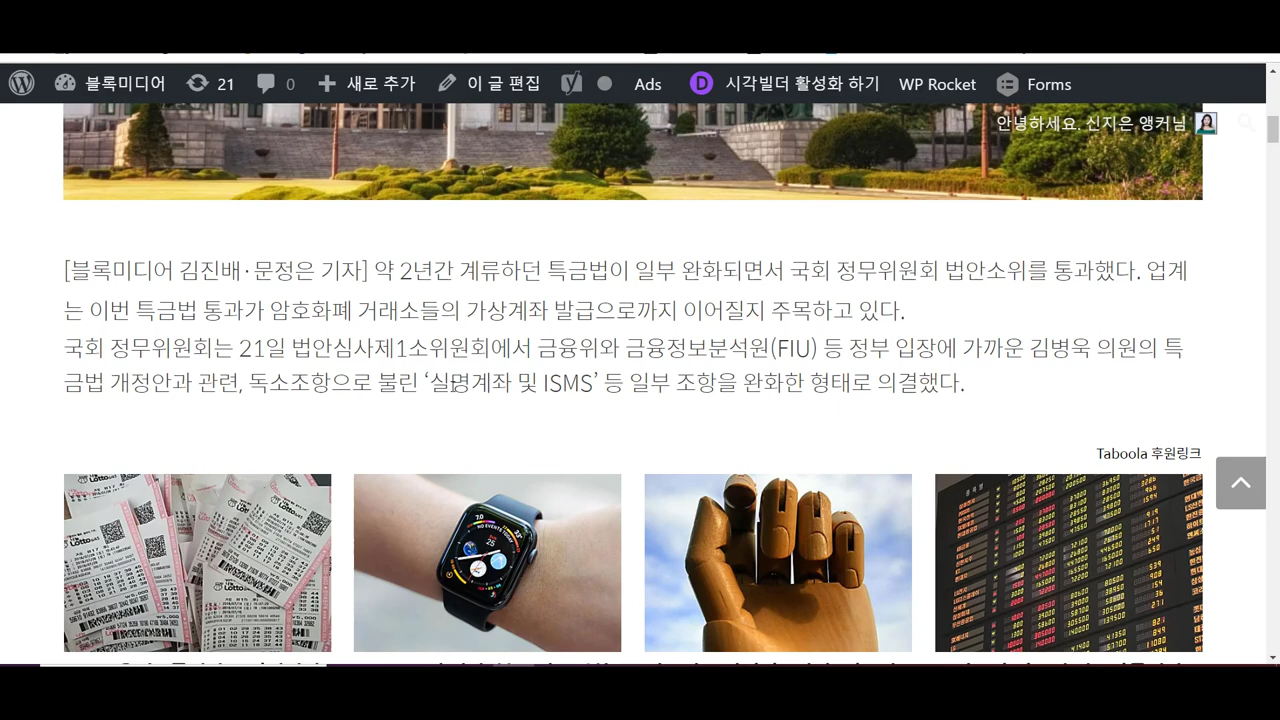 블록미디어 21 0 새로 추가 이 글 편집 Ads 시각빌더 활성화 하기 WP Rocket Forms
안녕하세요. 신지은 앵커님
[블록미디어 김진배·문정은 기자] 약 2년간 계류하던 특금법이 일부 완화되면서 국회 정무위원회 법안소위를 통과했다. 업계
는 이번 특금법 통과가 암호화폐 거래소들의 가상계좌 발급으로까지 이어질지 주목하고 있다.
국회 정무위원회는 21일 법안심사제1소위원회에서 금융위와 금융정보분석원(FIU) 등 정부 입장에 가까운 김병욱 의원의 특
금법 개정안과 관련, 독소조항으로 불린 ‘실명계좌 및 ISMS’ 등 일부 조항을 완화한 형태로 의결했다.
Taboola 후원링크